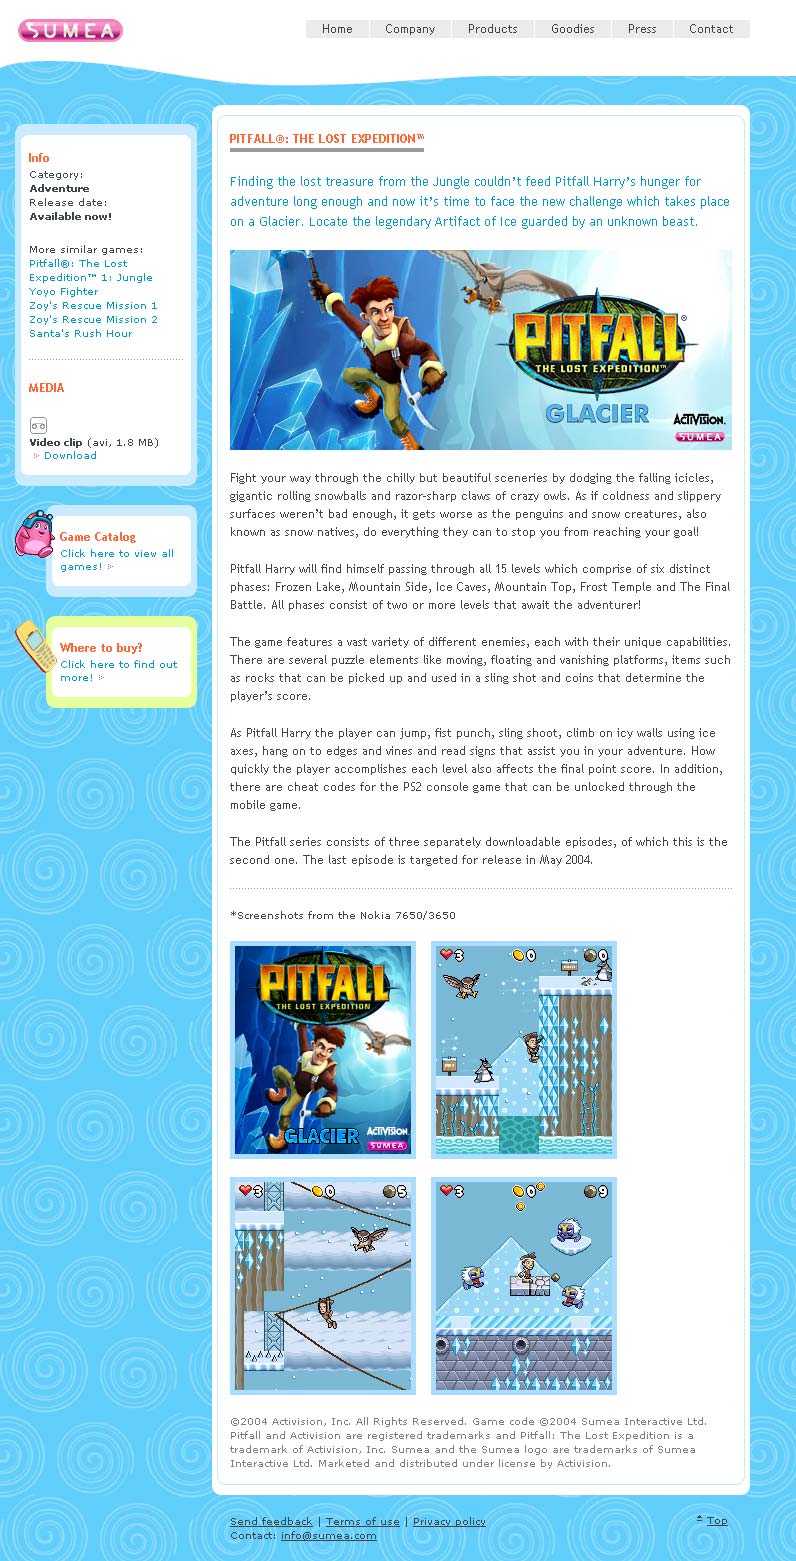 SUMEA
Home Company Products Goodies Press Contact
Info
Category:
Adventure
Release date:
Available now!
More similar games:
Pitfall®: The Lost
Expedition™ 1: Jungle
Yoyo Fighter
Zoy's Rescue Mission 1
Zoy's Rescue Mission 2
Santa's Rush Hour
MEDIA
Video clip (avi, 1.8 MB)
Download
Game Catalog
Click here to view all
games!
Where to buy?
Click here to find out
more!
PITFALL®: THE LOST EXPEDITION™
Finding the lost treasure from the Jungle couldn't feed Pitfall Harry's hunger for
adventure long enough and now it's time to face the new challenge which takes place
on a Glacier. Locate the legendary Artifact of Ice guarded by an unknown beast.
PITFALL®
THE LOST EXPEDITION™
GLACIER
ACTIVISION.
SUMEA
Fight your way through the chilly but beautiful sceneries by dodging the falling icicles,
gigantic rolling snowballs and razor-sharp claws of crazy owls. As if coldness and slippery
surfaces weren't bad enough, it gets worse as the penguins and snow creatures, also
known as snow natives, do everything they can to stop you from reaching your goal!
Pitfall Harry will find himself passing through all 15 levels which comprise of six distinct
phases: Frozen Lake, Mountain Side, Ice Caves, Mountain Top, Frost Temple and The Final
Battle. All phases consist of two or more levels that await the adventurer!
The game features a vast variety of different enemies, each with their unique capabilities.
There are several puzzle elements like moving, floating and vanishing platforms, items such
as rocks that can be picked up and used in a sling shot and coins that determine the
player's score.
As Pitfall Harry the player can jump, fist punch, sling shoot, climb on icy walls using ice
axes, hang on to edges and vines and read signs that assist you in your adventure. How
quickly the player accomplishes each level also affects the final point score. In addition,
there are cheat codes for the PS2 console game that can be unlocked through the
mobile game.
The Pitfall series consists of three separately downloadable episodes, of which this is the
second one. The last episode is targeted for release in May 2004.
*Screenshots from the Nokia 7650/3650
PITFALL
THE LOST EXPEDITION
GLACIER
ACTIVISION
SUMEA
3 0 0
3 0 5
3 0 9
©2004 Activision, Inc. All Rights Reserved. Game code ©2004 Sumea Interactive Ltd.
Pitfall and Activision are registered trademarks and Pitfall: The Lost Expedition is a
trademark of Activision, Inc. Sumea and the Sumea logo are trademarks of Sumea
Interactive Ltd. Marketed and distributed under license by Activision.
Send feedback | Terms of use | Privacy policy
Top
Contact: info@sumea.com